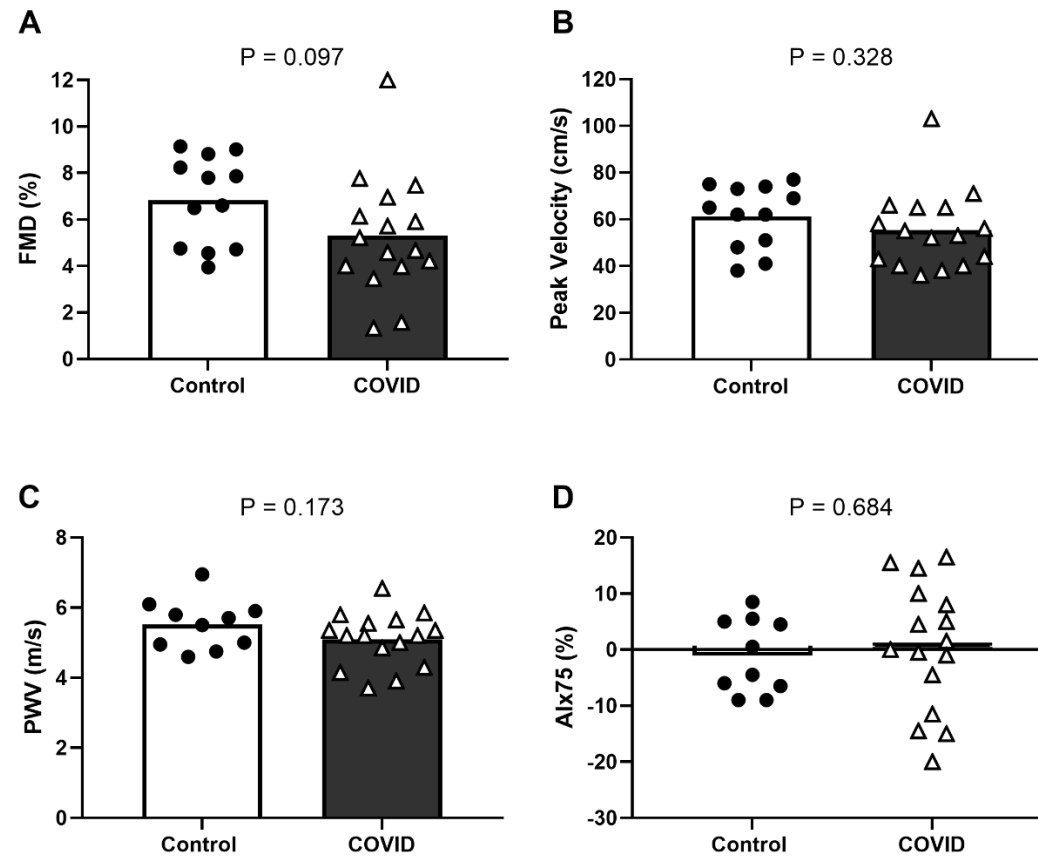 A
P = 0.097
FMD (%)
12
10
8
6
4
2
0
Control COVID
B
P = 0.328
Peak Velocity (cm/s)
120
100
80
60
40
20
0
Control COVID
C
P = 0.173
PWV (m/s)
8
6
4
2
0
Control COVID
D
P = 0.684
AIx75 (%)
20
10
0
-10
-20
-30
Control COVID